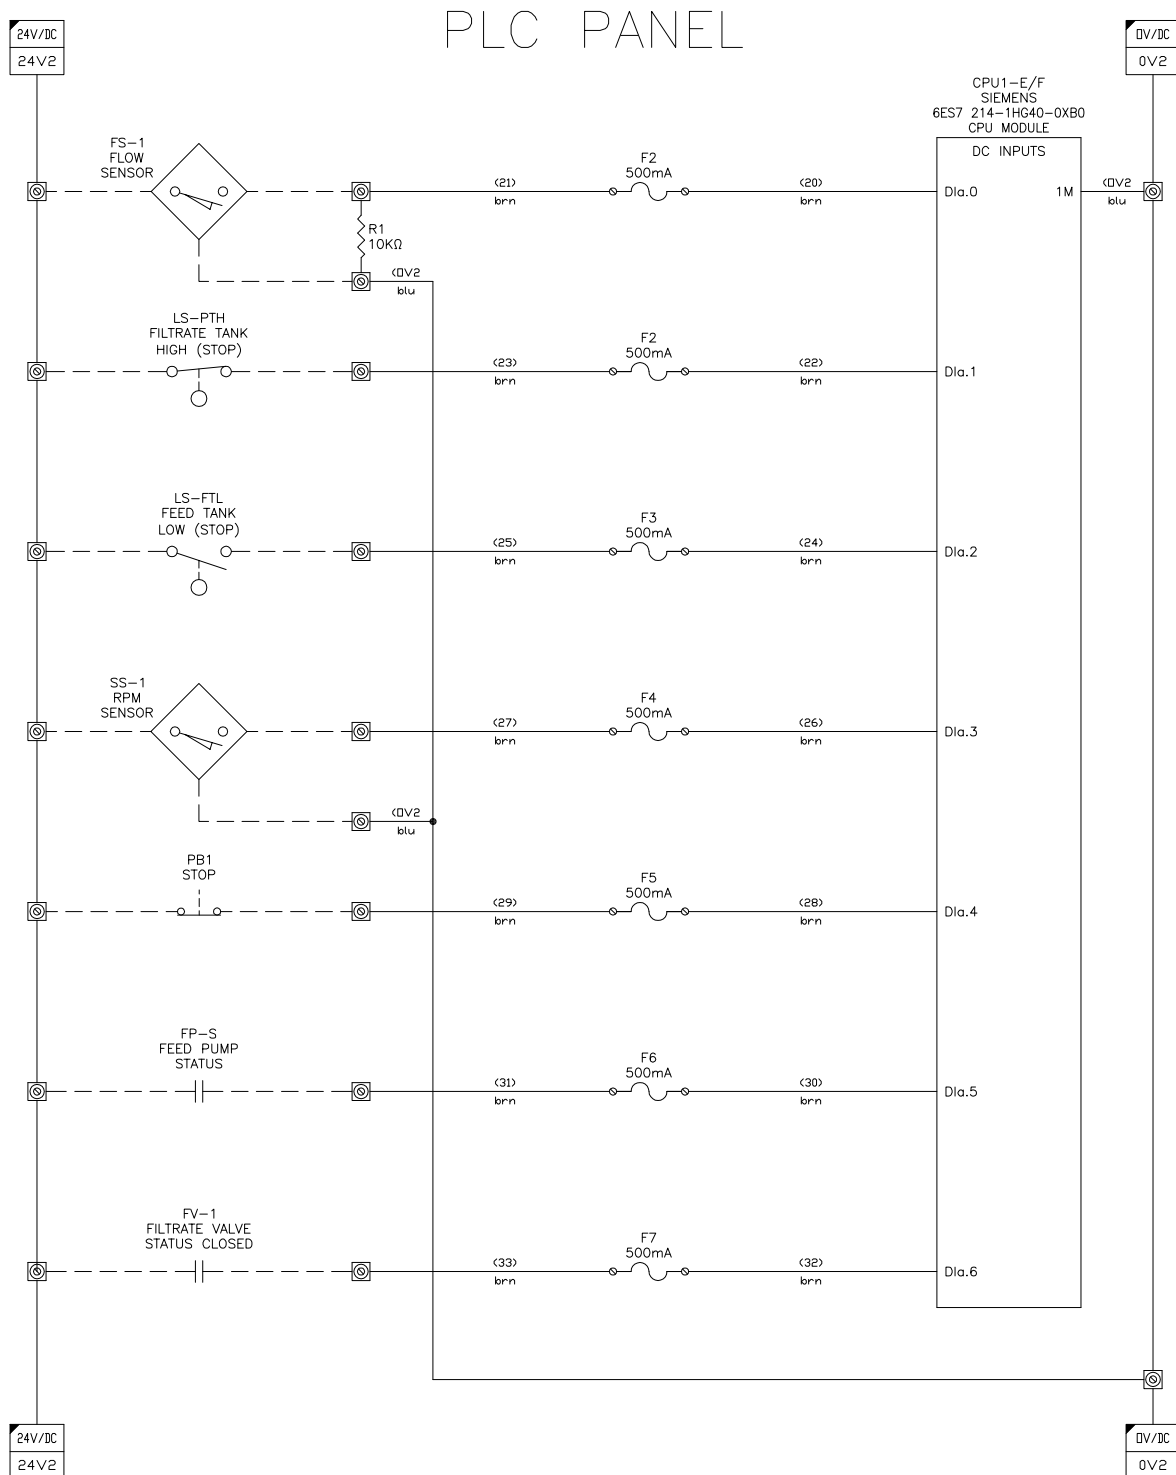 PLC PANEL
24V/DC
24V2
0V/DC
0V2
CPU1-E/F
SIEMENS
6ES7 214-1HG40-0XB0
CPU MODULE
DC INPUTS
FS-1
FLOW
SENSOR
F2
500mA
(21)
brn
(20)
brn
DIa.0
1M
(0V2
blu
R1
10KΩ
(0V2
blu
LS-PTH
FILTRATE TANK
HIGH (STOP)
F2
500mA
(23)
brn
(22)
brn
DIa.1
LS-FTL
FEED TANK
LOW (STOP)
F3
500mA
(25)
brn
(24)
brn
DIa.2
SS-1
RPM
SENSOR
F4
500mA
(27)
brn
(26)
brn
DIa.3
(0V2
blu
PB1
STOP
F5
500mA
(29)
brn
(28)
brn
DIa.4
FP-S
FEED PUMP
STATUS
F6
500mA
(31)
brn
(30)
brn
DIa.5
FV-1
FILTRATE VALVE
STATUS CLOSED
F7
500mA
(33)
brn
(32)
brn
DIa.6
24V/DC
24V2
0V/DC
0V2